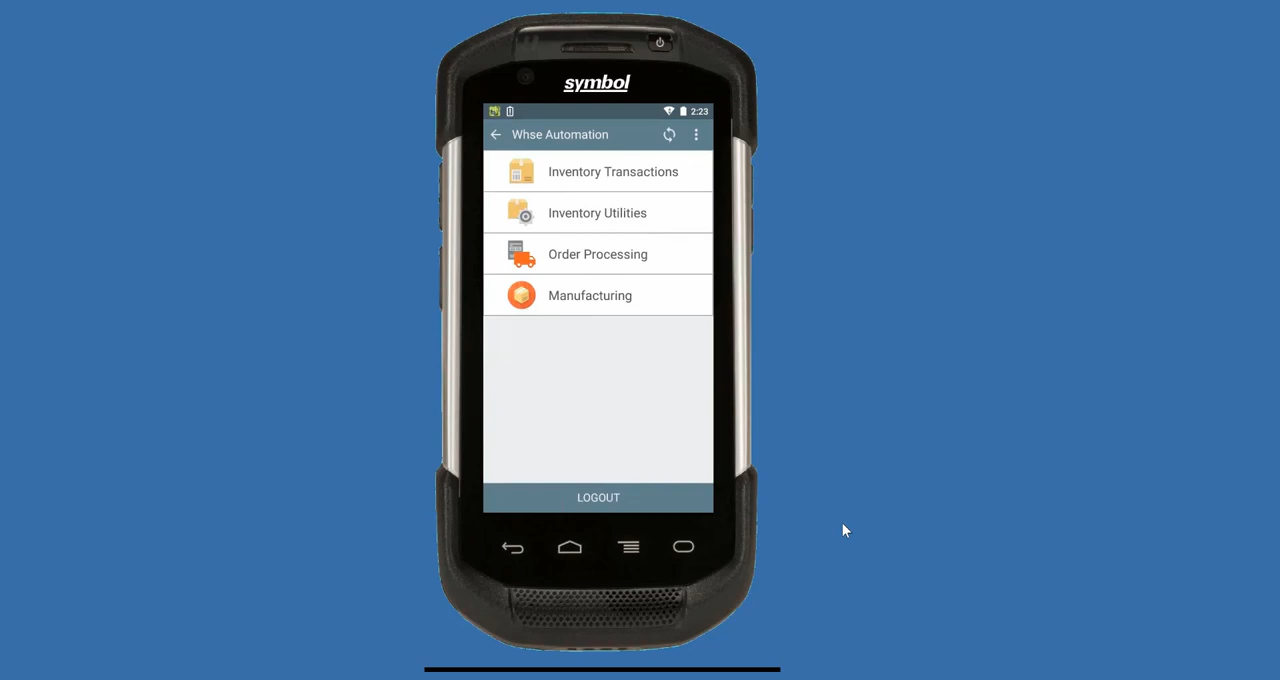 symbol
2:23
Whse Automation
Inventory Transactions
Inventory Utilities
Order Processing
Manufacturing
LOGOUT